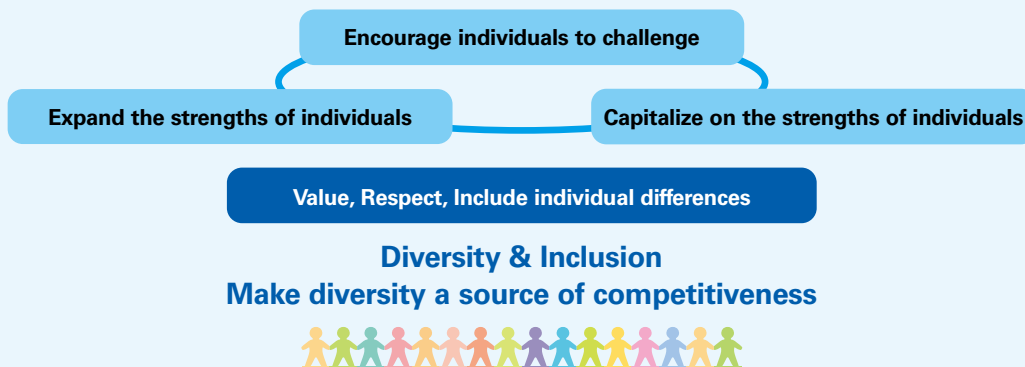 Encourage individuals to challenge
Expand the strengths of individuals
Capitalize on the strengths of individuals
Value, Respect, Include individual differences
Diversity & Inclusion
Make diversity a source of competitiveness